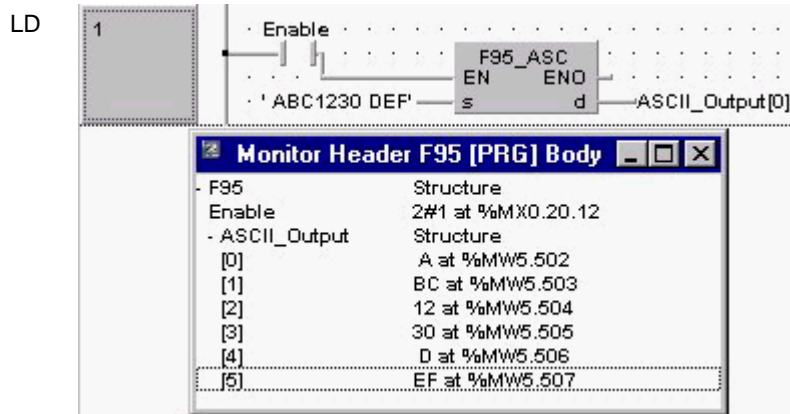 LD
1
Enable
F95_ASC
EN ENO
' ABC1230 DEF' s d ASCII_Output[0]
Monitor Header F95 [PRG] Body
- F95 Structure
Enable 2#1 at %MX0.20.12
- ASCII_Output Structure
[0] A at %MW5.502
[1] BC at %MW5.503
[2] 12 at %MW5.504
[3] 30 at %MW5.505
[4] D at %MW5.506
[5] EF at %MW5.507